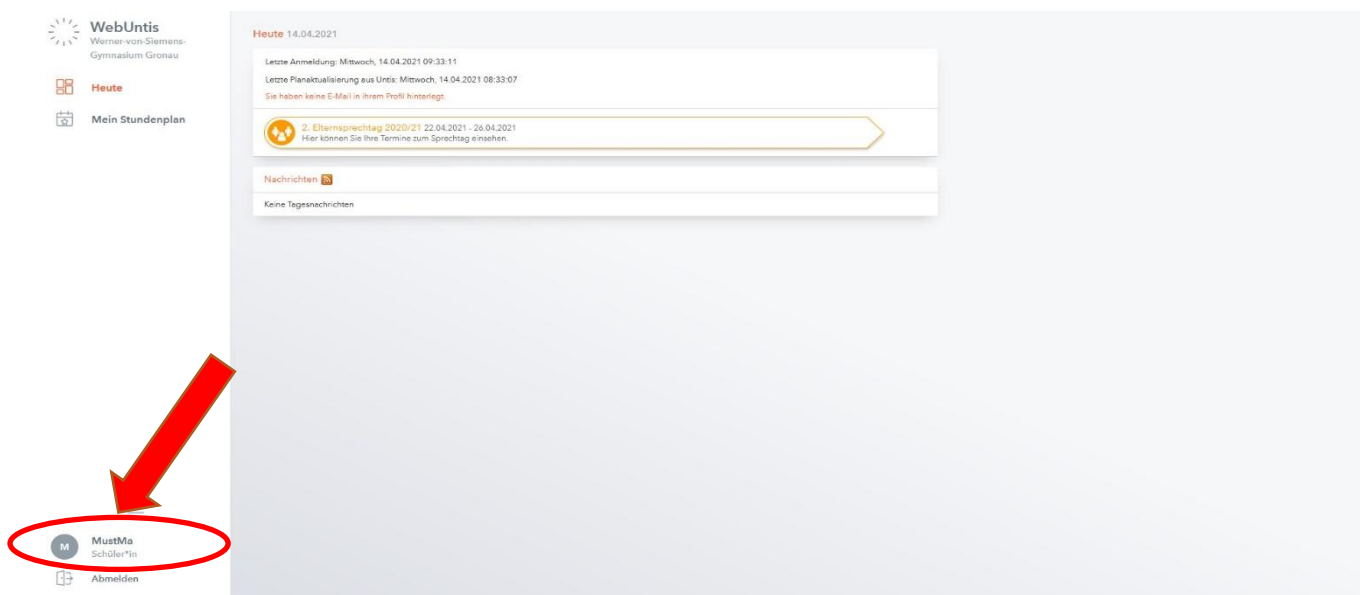 WebUntis
Werner-von-Siemens-
Gymnasium Gronau
Heute
Mein Stundenplan
Heute 14.04.2021
Letzte Anmeldung: Mittwoch, 14.04.2021 09:33:11
Letzte Planaktualisierung aus Untis: Mittwoch, 14.04.2021 08:33:07
Sie haben keine E-Mail in ihrem Profil hinterlegt.
2. Elternsprechtag 2020/21 22.04.2021 - 26.04.2021
Hier können Sie Ihre Termine zum Sprechtag einsehen.
Nachrichten
Keine Tagesnachrichten
M
MustMa
Schüler*in
Abmelden